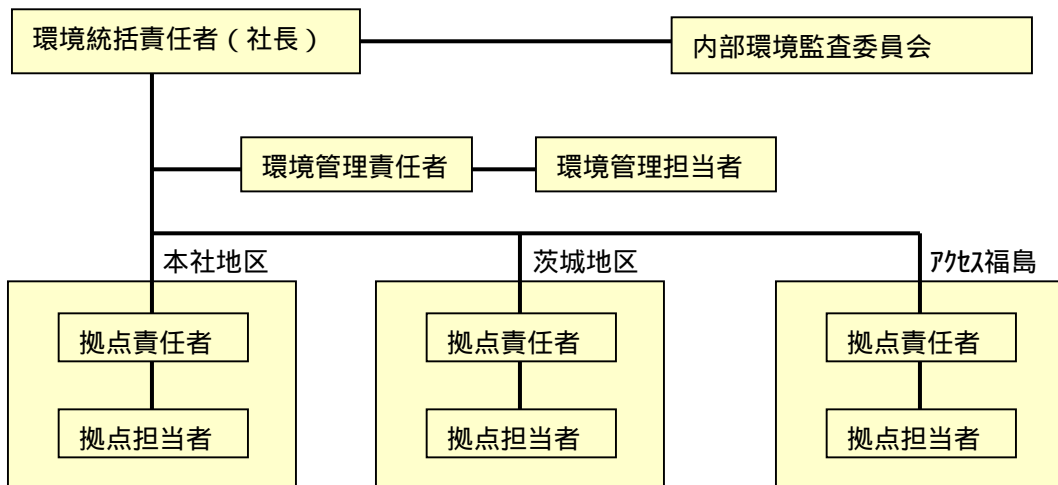 環境統括責任者（社長）
内部環境監査委員会
環境管理責任者
環境管理担当者
本社地区
茨城地区
ｱｸｾｽ福島
拠点責任者
拠点責任者
拠点責任者
拠点担当者
拠点担当者
拠点担当者